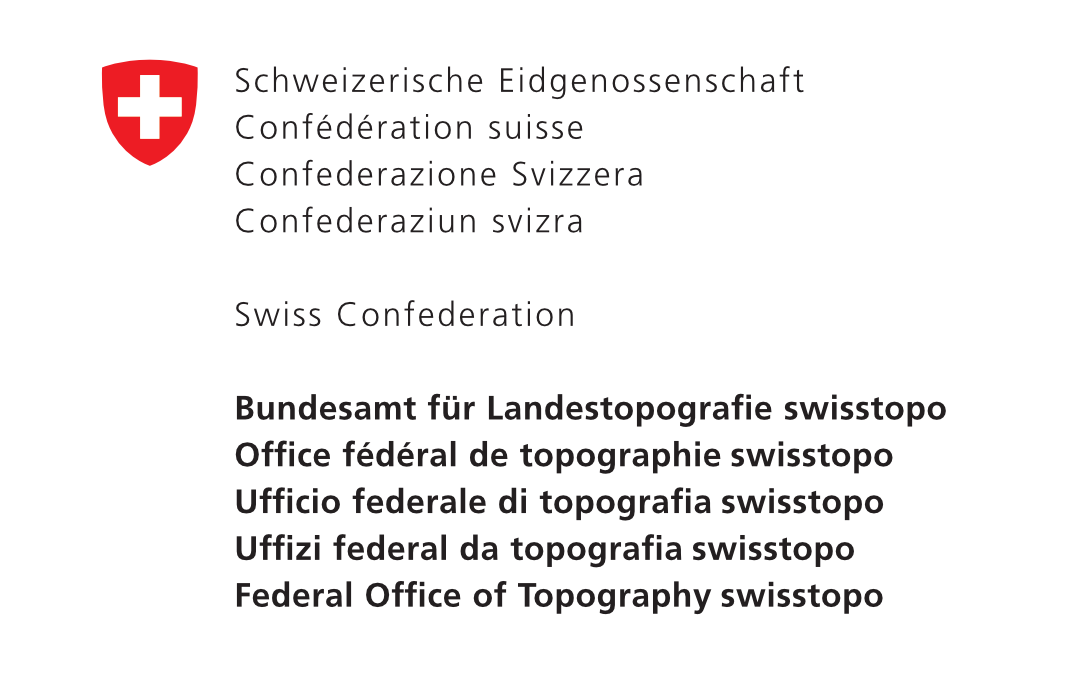 Schweizerische Eidgenossenschaft
Confédération suisse
Confederazione Svizzera
Confederaziun svizra
Swiss Confederation
Bundesamt für Landestopografie swisstopo
Office fédéral de topographie swisstopo
Ufficio federale di topografia swisstopo
Uffizi federal da topografia swisstopo
Federal Office of Topography swisstopo